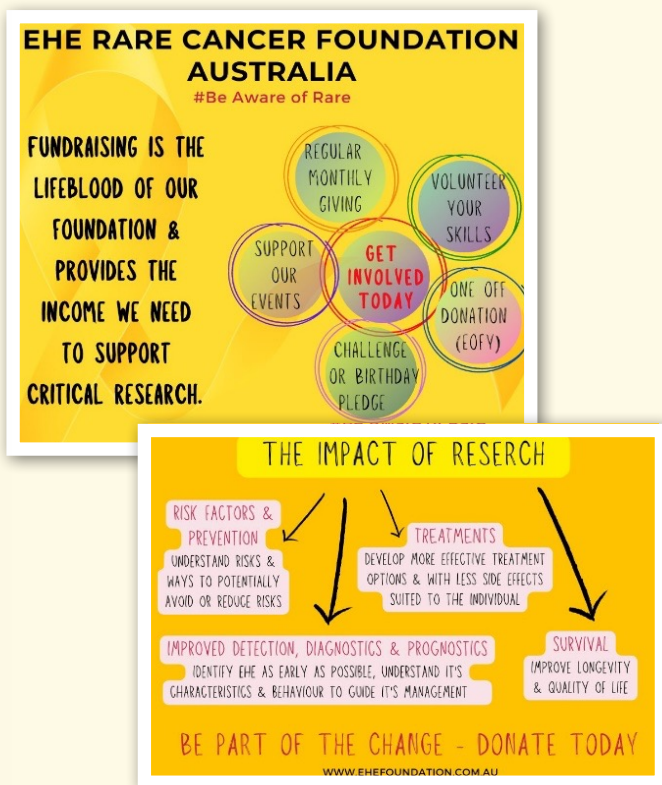 EHE RARE CANCER FOUNDATION
AUSTRALIA
#Be Aware of Rare
FUNDRAISING IS THE
LIFEBLOOD OF OUR
FOUNDATION &
PROVIDES THE
INCOME WE NEED
TO SUPPORT
CRITICAL RESEARCH.
REGULAR
MONTHLY
GIVING
VOLUNTEER
YOUR
SKILLS
SUPPORT
OUR
EVENTS
GET
INVOLVED
TODAY
ONE OFF
DONATION
(EOFY)
CHALLENGE
OR BIRTHDAY
PLEDGE
THE IMPACT OF RESERCH
RISK FACTORS &
PREVENTION
UNDERSTAND RISKS &
WAYS TO POTENTIALLY
AVOID OR REDUCE RISKS
TREATMENTS
DEVELOP MORE EFFECTIVE TREATMENT
OPTIONS & WITH LESS SIDE EFFECTS
SUITED TO THE INDIVIDUAL
IMPROVED DETECTION, DIAGNOSTICS & PROGNOSTICS
IDENTIFY EHE AS EARLY AS POSSIBLE, UNDERSTAND IT'S
CHARACTERISTICS & BEHAVIOUR TO GUIDE IT'S MANAGEMENT
SURVIVAL
IMPROVE LONGEVITY
& QUALITY OF LIFE
BE PART OF THE CHANGE - DONATE TODAY
WWW.EHEFOUNDATION.COM.AU